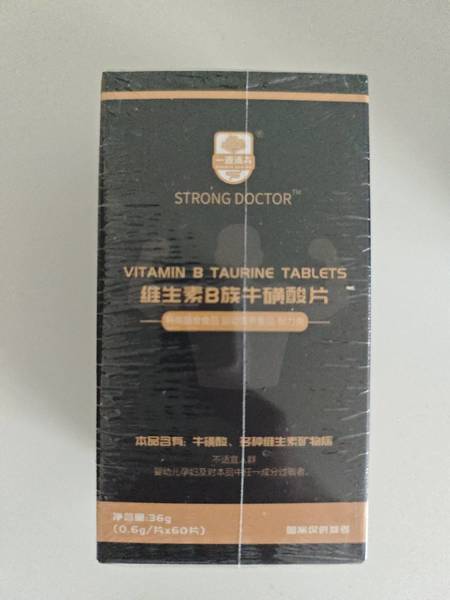 STRONG DOCTOR™
VITAMIN B TAURINE TABLETS
维生素B族牛磺酸片
本品含有:牛磺酸、多种维生素矿物质
不适宜人群
婴幼儿孕妇及对本品中任一成分过敏者。
净含量:36g
(0.6g/片x60片)